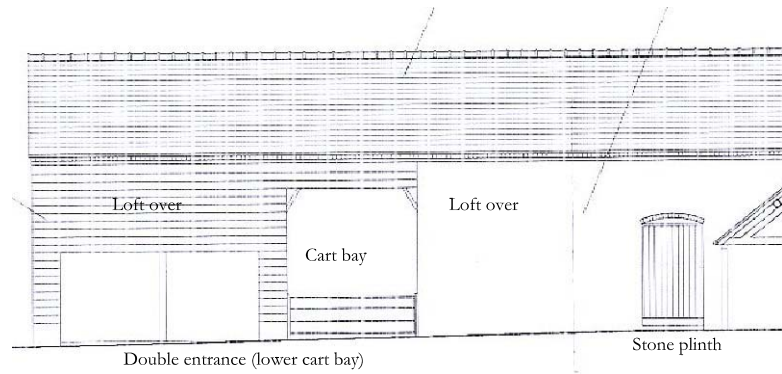 Loft over
Loft over
Cart bay
Double entrance (lower cart bay)
Stone plinth